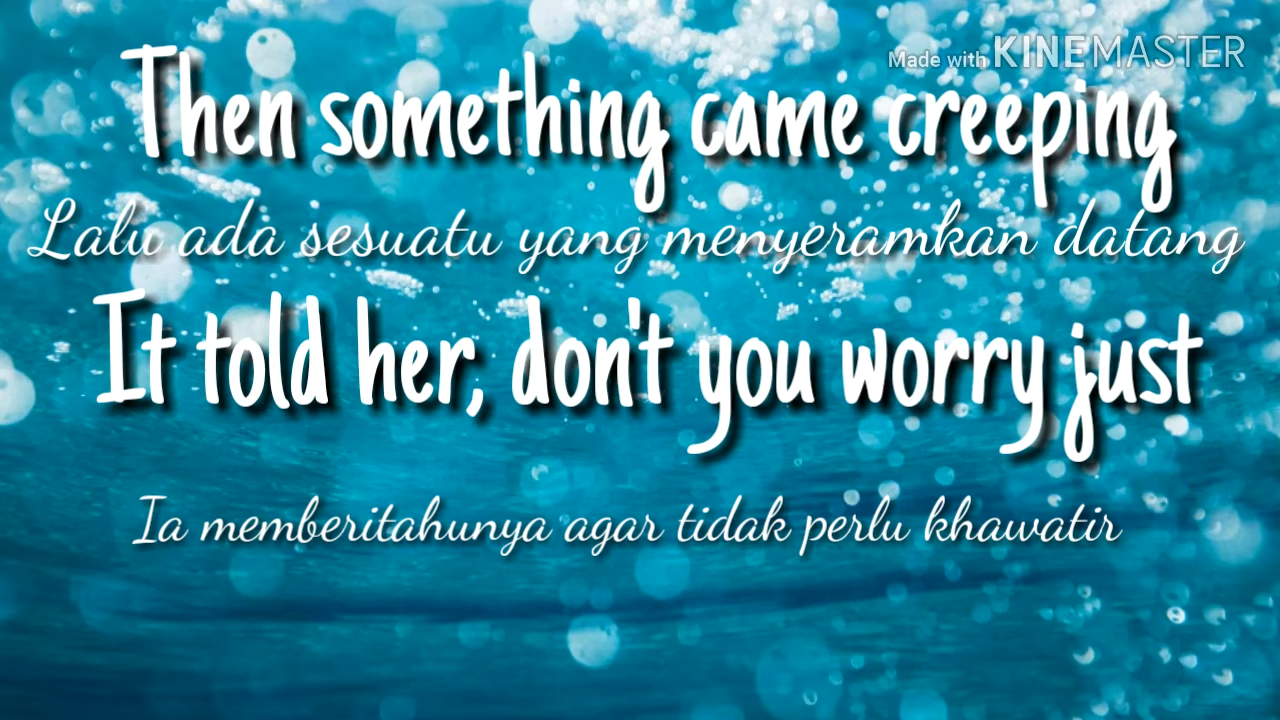 Made with KINEMASTER
Then something came creeping
Lalu ada sesuatu yang menyeramkan datang
It told her, don't you worry just
Ia memberitahunya agar tidak perlu khawatir